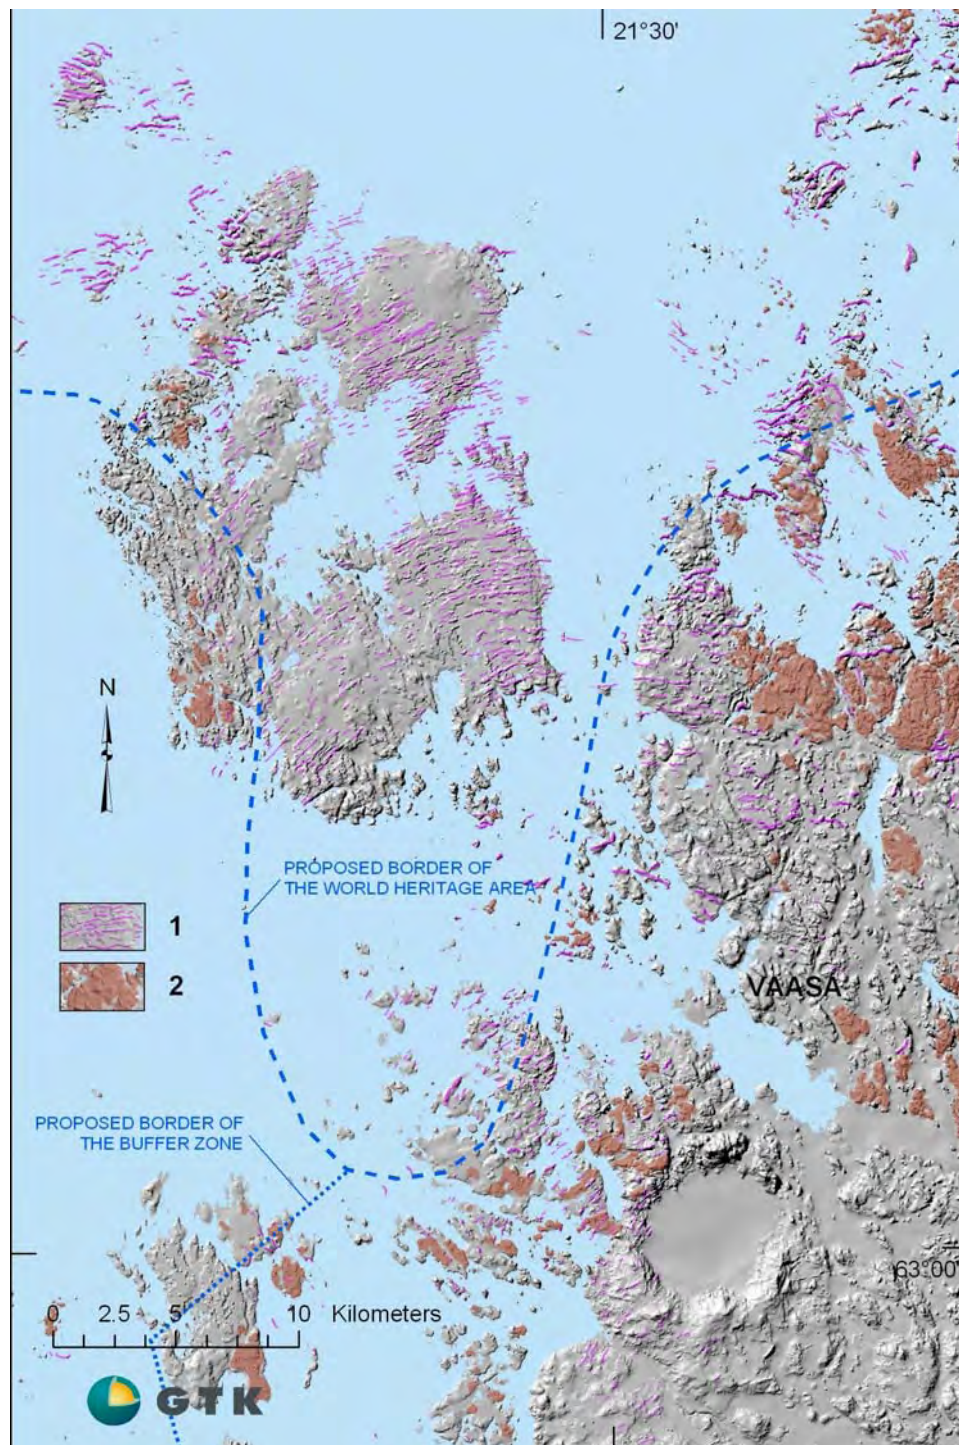 21°30'
N
PROPOSED BORDER OF
THE WORLD HERITAGE AREA
1
2
VAASA
PROPOSED BORDER OF
THE BUFFER ZONE
63°00'
0 2.5 5 10 Kilometers
GTK